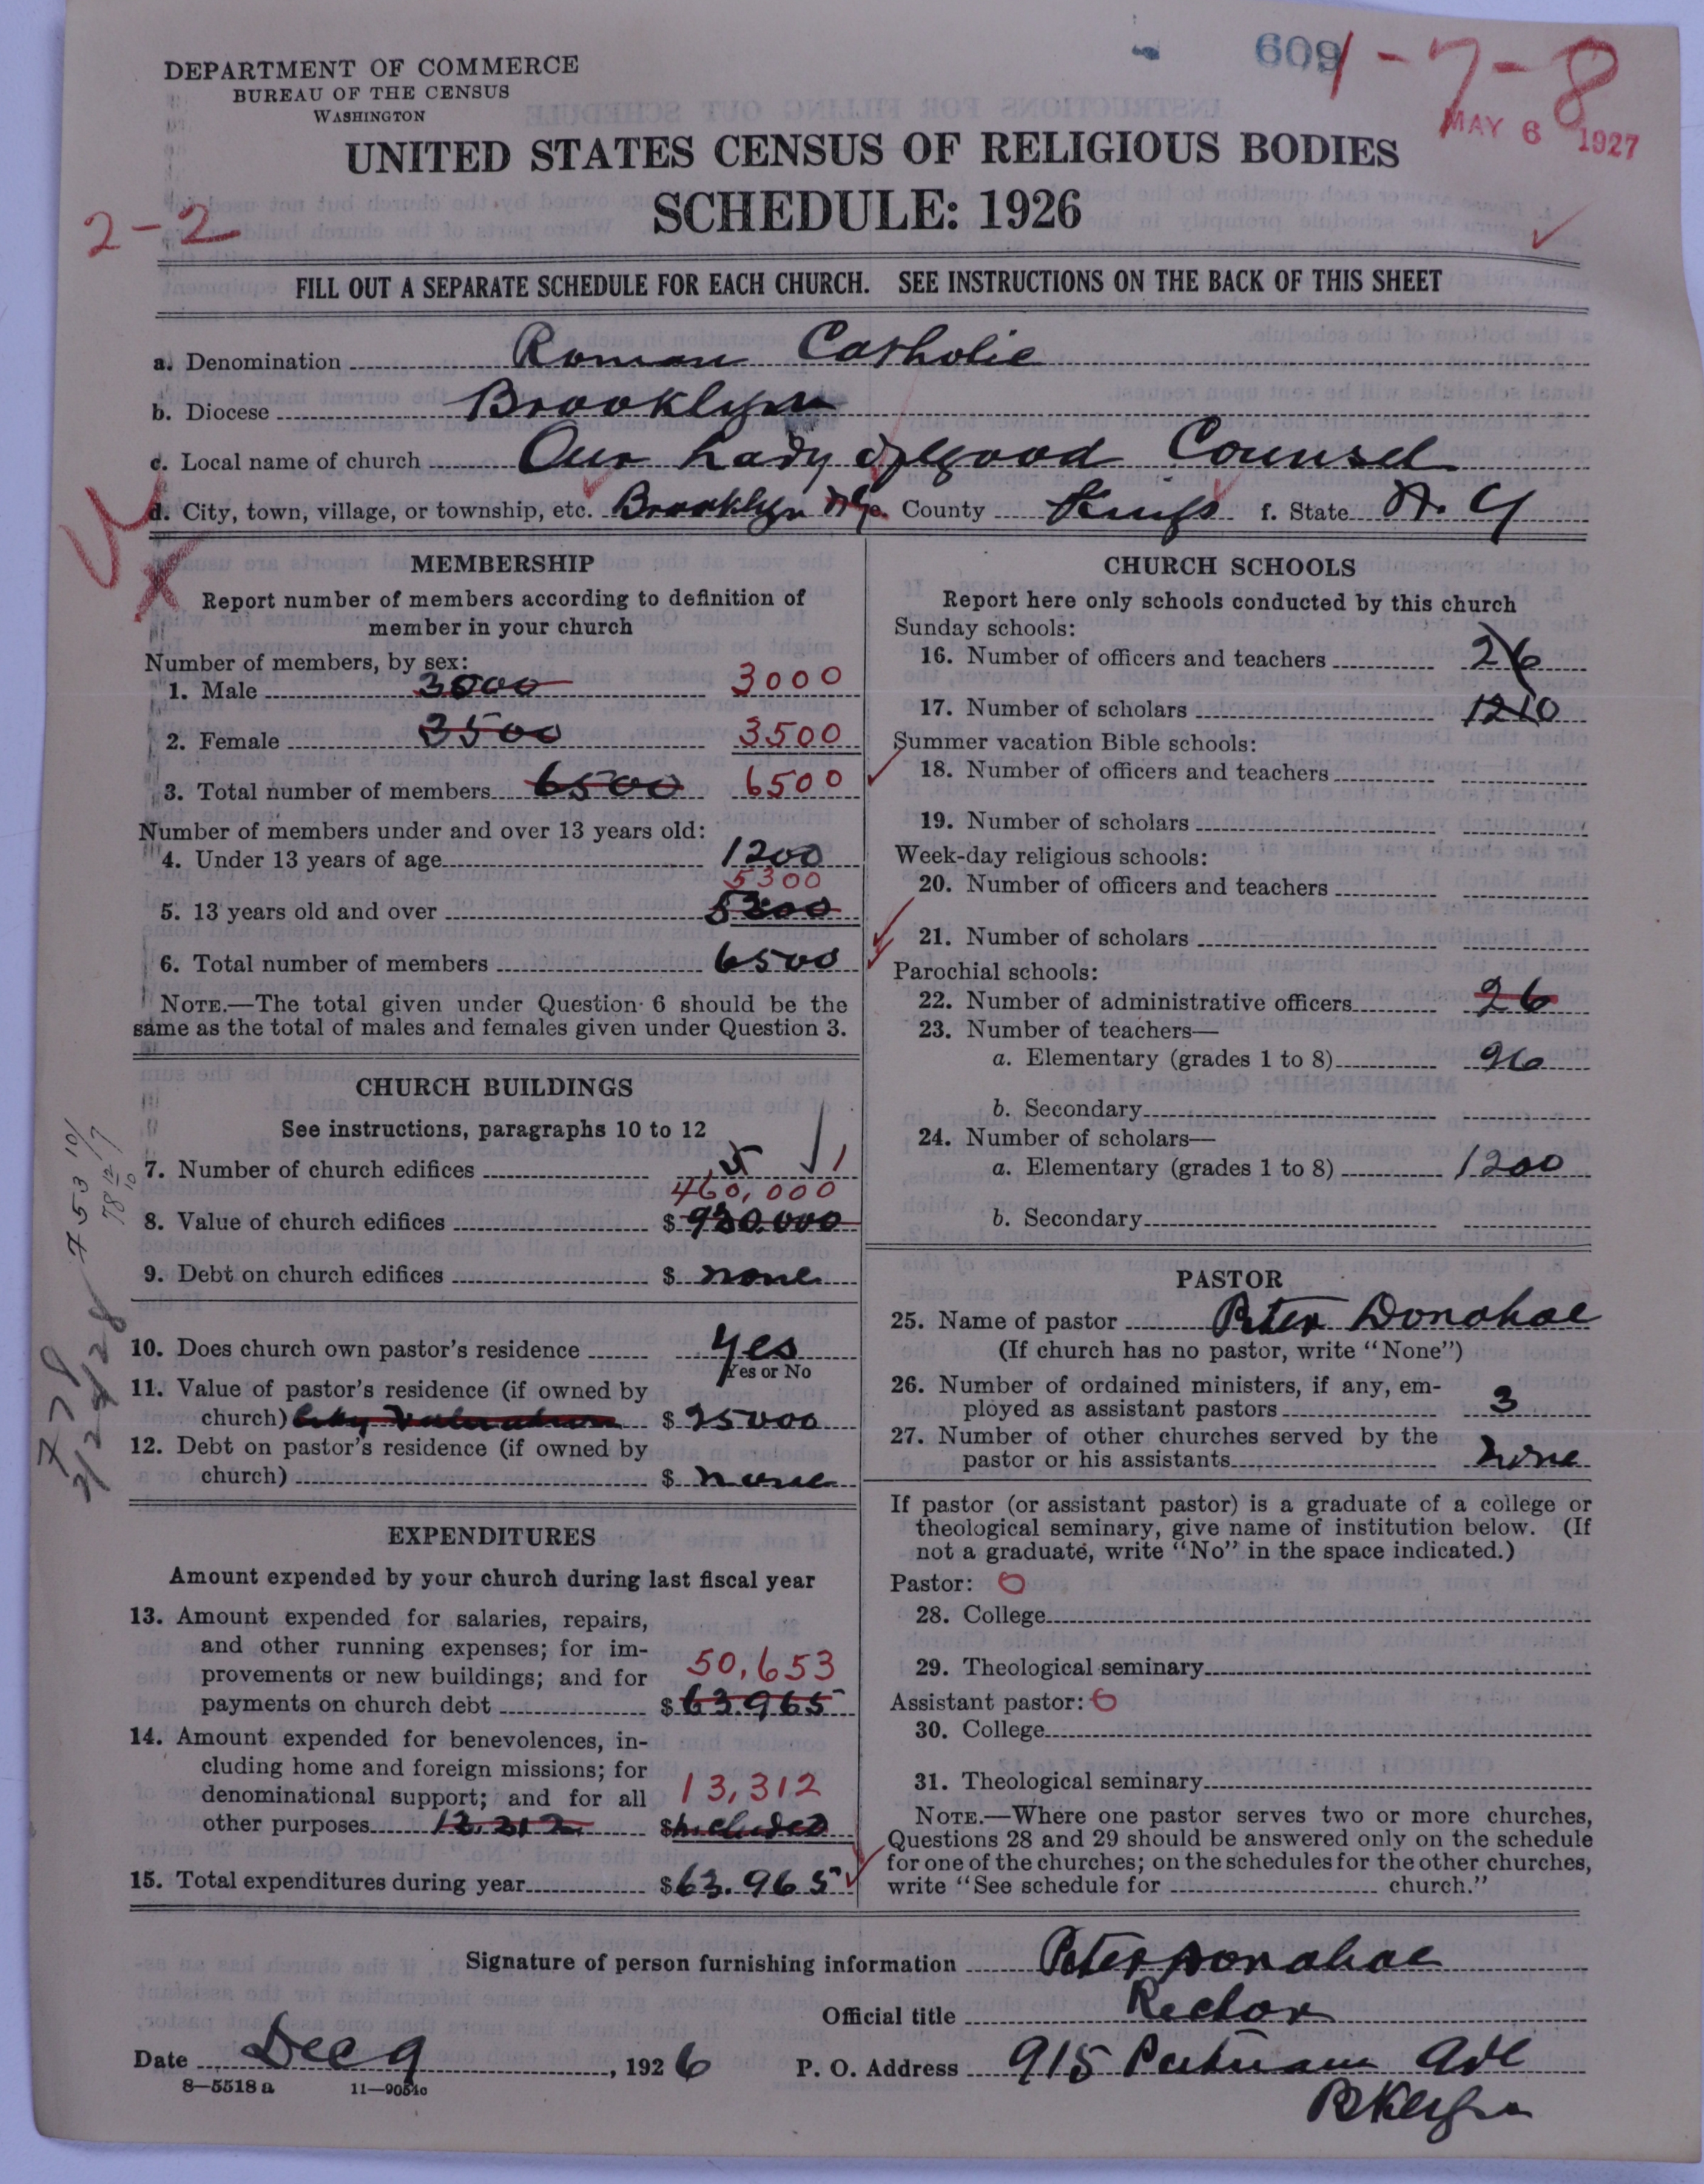 DEPARTMENT OF COMMERCE
BUREAU OF THE CENSUS
WASHINGTON
609
1-7-8
MAY 6 1927
UNITED STATES CENSUS OF RELIGIOUS BODIES
SCHEDULE: 1926
2-2
FILL OUT A SEPARATE SCHEDULE FOR EACH CHURCH. SEE INSTRUCTIONS ON THE BACK OF THIS SHEET
a. Denomination Roman Catholic
b. Diocese Brooklyn
c. Local name of church Our Lady of Good Counsel
d. City, town, village, or township, etc. Brooklyn NY e. County Kings f. State N. Y
MEMBERSHIP
Report number of members according to definition of
member in your church
Number of members, by sex:
1. Male 3000 3000
2. Female 3500 3500
3. Total number of members 6500 6500
Number of members under and over 13 years old:
4. Under 13 years of age 1200
5300
5. 13 years old and over 5300
6. Total number of members 6500
NOTE.—The total given under Question 6 should be the
same as the total of males and females given under Question 3.
CHURCH BUILDINGS
See instructions, paragraphs 10 to 12
7. Number of church edifices 5 1
460,000
8. Value of church edifices $ 920.000
9. Debt on church edifices $ none
10. Does church own pastor's residence yes
Yes or No
11. Value of pastor's residence (if owned by
church) City Valuation $ 25000
12. Debt on pastor's residence (if owned by
church) $ none
EXPENDITURES
Amount expended by your church during last fiscal year
13. Amount expended for salaries, repairs,
and other running expenses; for im-
provements or new buildings; and for
50,653
payments on church debt $ 63.965
14. Amount expended for benevolences, in-
cluding home and foreign missions; for
denominational support; and for all
13,312
other purposes 13.312 $ included
15. Total expenditures during year $ 63.965
CHURCH SCHOOLS
Report here only schools conducted by this church
Sunday schools:
16. Number of officers and teachers 26
17. Number of scholars 1210
Summer vacation Bible schools:
18. Number of officers and teachers
19. Number of scholars
Week-day religious schools:
20. Number of officers and teachers
21. Number of scholars
Parochial schools:
22. Number of administrative officers 26
23. Number of teachers—
a. Elementary (grades 1 to 8) 26
b. Secondary
24. Number of scholars—
a. Elementary (grades 1 to 8) 1200
b. Secondary
PASTOR
25. Name of pastor Peter Donohoe
(If church has no pastor, write "None")
26. Number of ordained ministers, if any, em-
ployed as assistant pastors 3
27. Number of other churches served by the
pastor or his assistants none
If pastor (or assistant pastor) is a graduate of a college or
theological seminary, give name of institution below. (If
not a graduate, write "No" in the space indicated.)
Pastor: 0
28. College
29. Theological seminary
Assistant pastor: 0
30. College
31. Theological seminary
NOTE.—Where one pastor serves two or more churches,
Questions 28 and 29 should be answered only on the schedule
for one of the churches; on the schedules for the other churches,
write "See schedule for church."
Signature of person furnishing information Peter Donohoe
Official title Rector
Date Dec 9, 1926 P. O. Address 915 Putnam Ave
Bklyn
8—5518 a 11—9054c